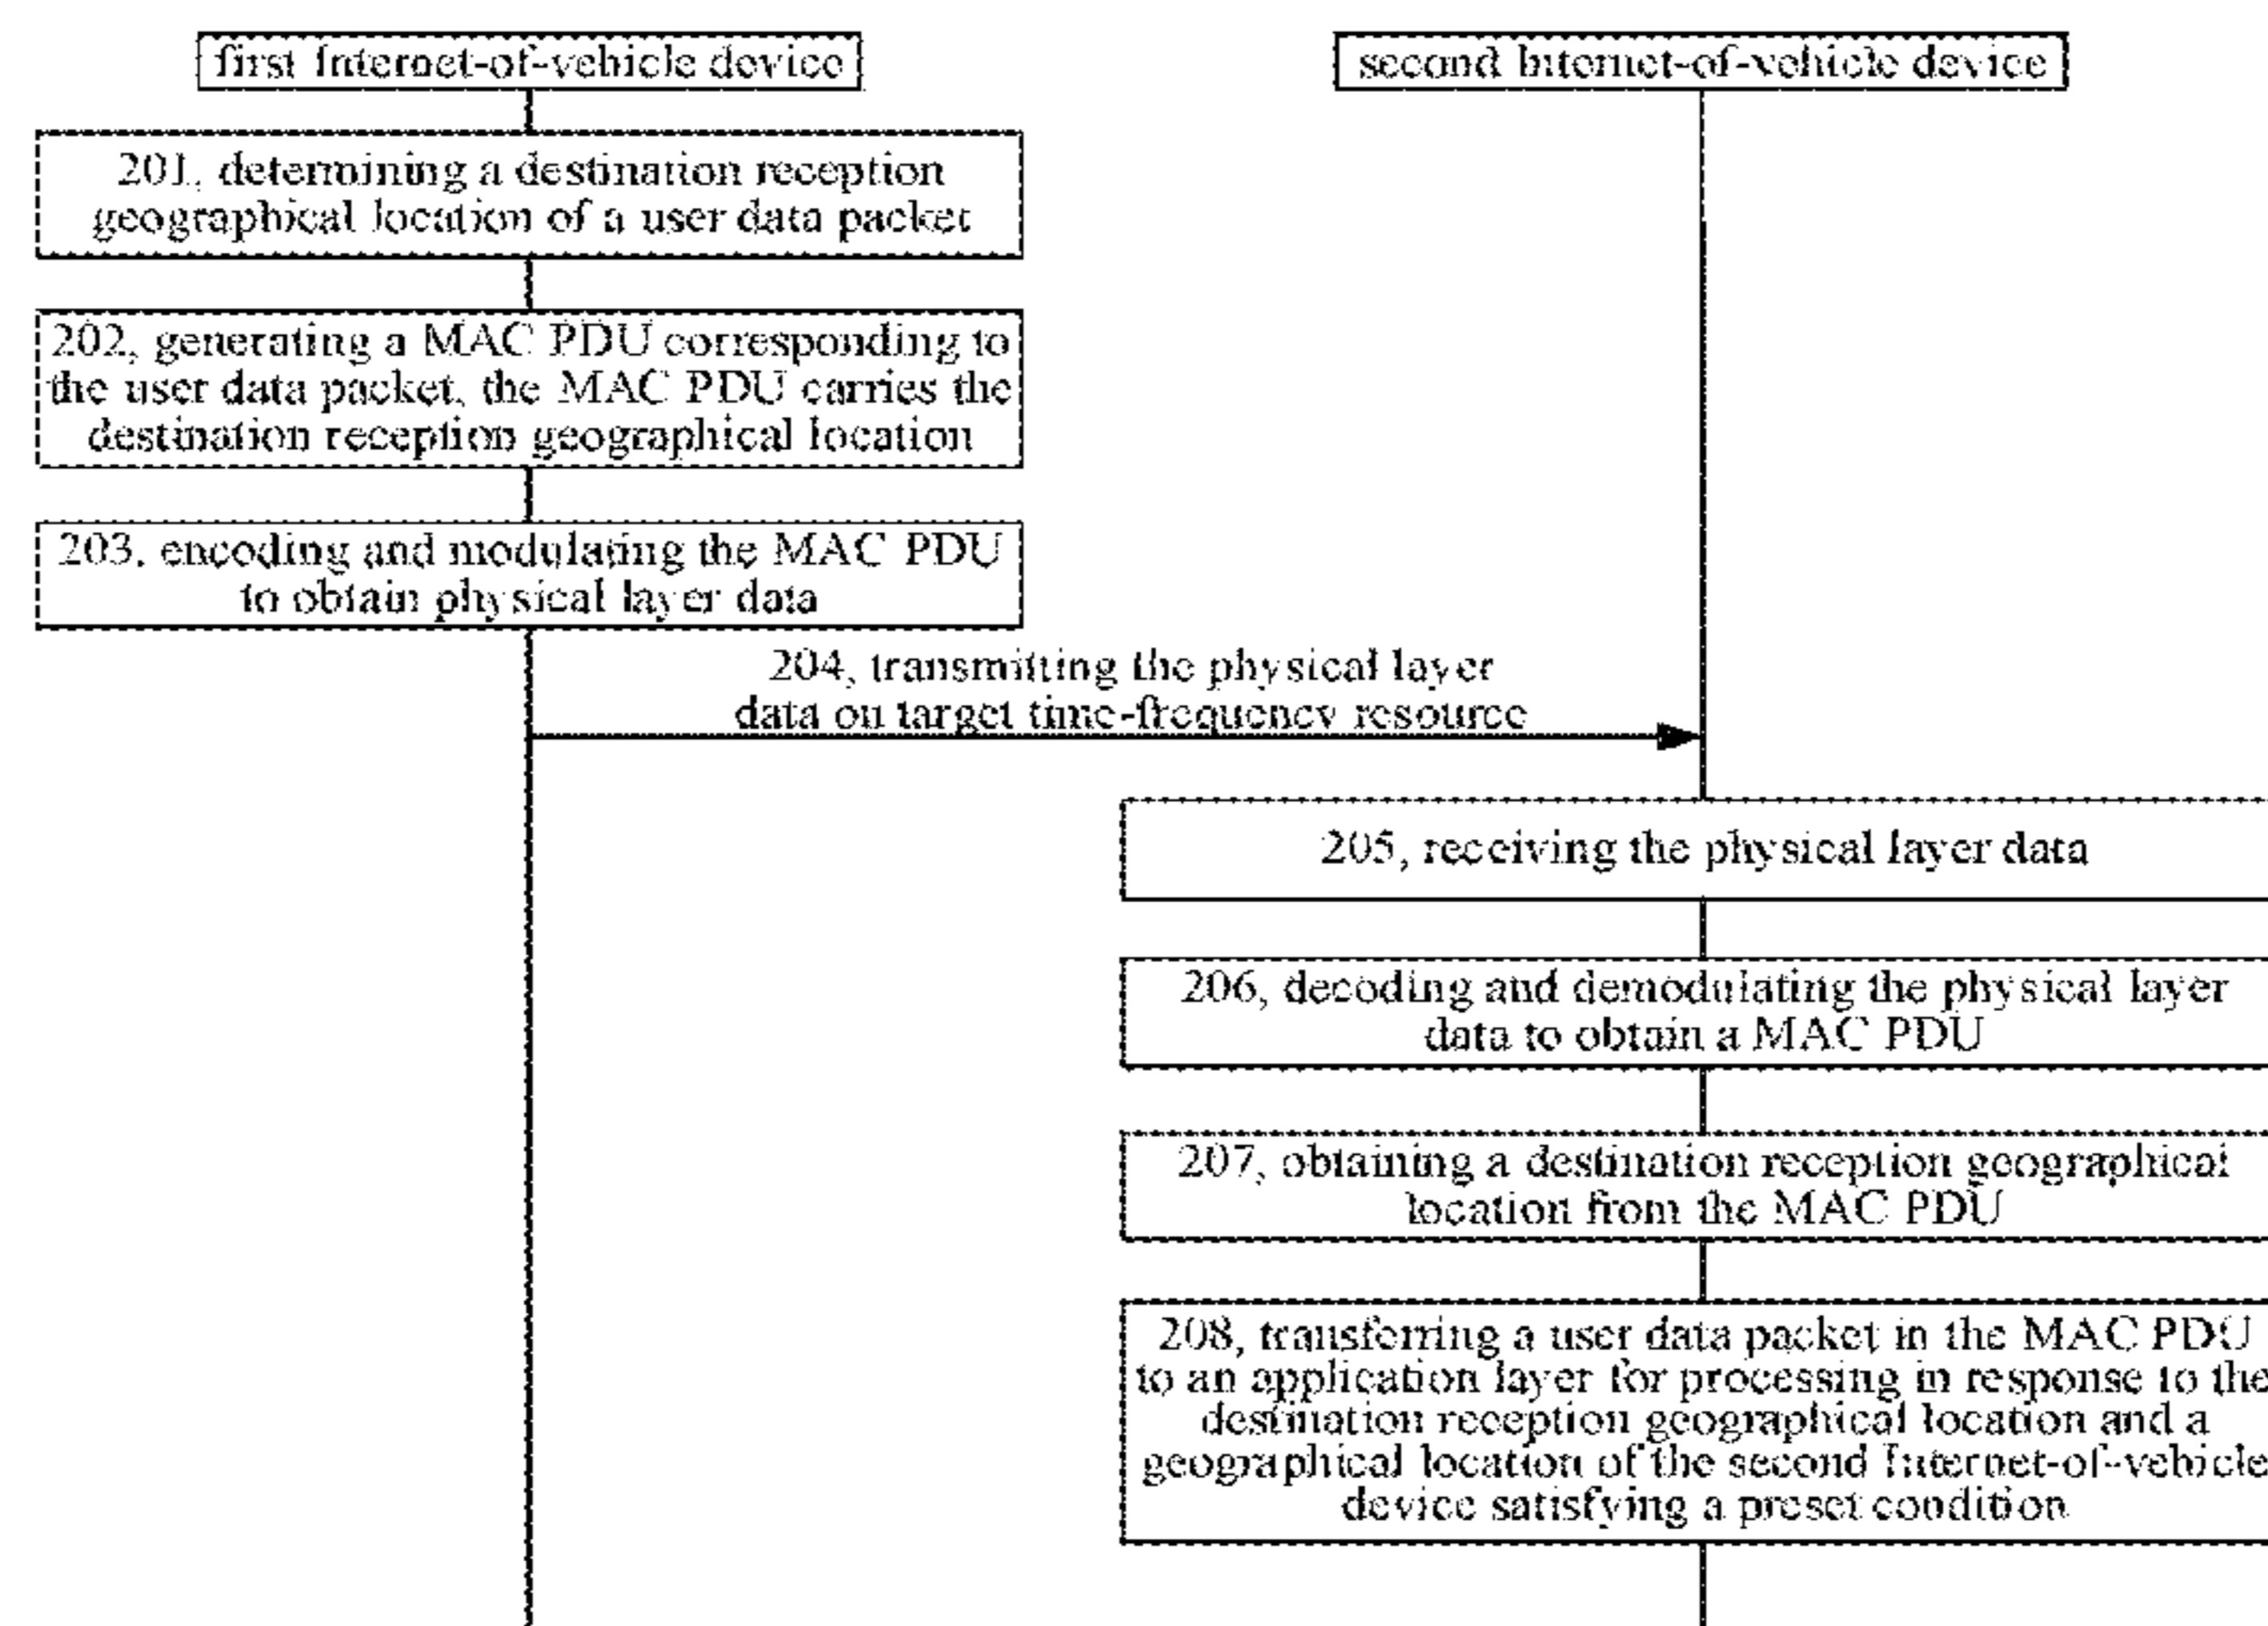 first Internet-of-vehicle device
second Internet-of-vehicle device
201, determining a destination reception
geographical location of a user data packet
202, generating a MAC PDU corresponding to
the user data packet, the MAC PDU carries the
destination reception geographical location
203, encoding and modulating the MAC PDU
to obtain physical layer data
204, transmitting the physical layer
data on target time-frequency resource
205, receiving the physical layer data
206, decoding and demodulating the physical layer
data to obtain a MAC PDU
207, obtaining a destination reception geographical
location from the MAC PDU
208, transferring a user data packet in the MAC PDU
to an application layer for processing in response to the
destination reception geographical location and a
geographical location of the second Internet-of-vehicle
device satisfying a preset condition